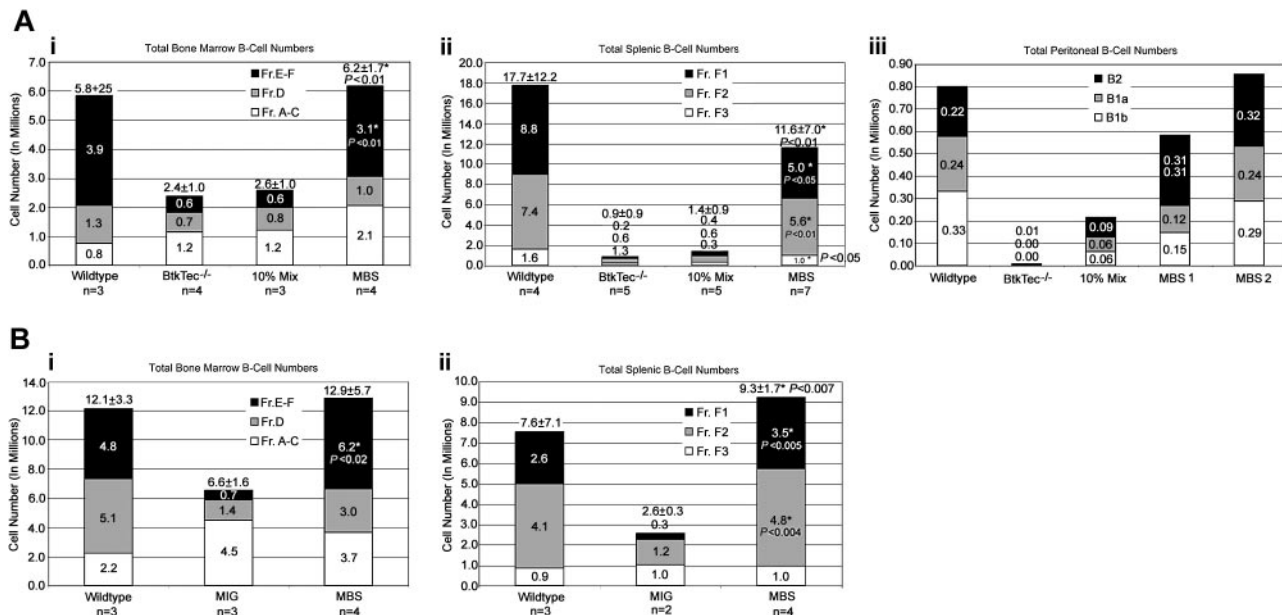 A
i
Total Bone Marrow B-Cell Numbers
Cell Number (In Millions)
7.0
6.0
5.0
4.0
3.0
2.0
1.0
0.0
Fr.E-F
Fr.D
Fr. A-C
5.8+25
3.9
1.3
0.8
2.4±1.0
0.6
0.7
1.2
2.6±1.0
0.6
0.8
1.2
6.2±1.7*
P<0.01
3.1*
P<0.01
1.0
2.1
Wildtype BtkTec-/- 10% Mix MBS
n=3 n=4 n=3 n=4
ii
Total Splenic B-Cell Numbers
Cell Number (In Millions)
20.0
18.0
16.0
14.0
12.0
10.0
8.0
6.0
4.0
2.0
0.0
Fr. F1
Fr. F2
Fr. F3
17.7±12.2
8.8
7.4
1.6
0.9±0.9
0.2
0.6
1.3
1.4±0.9
0.4
0.6
0.3
11.6±7.0*
P<0.01
5.0 *
P<0.05
5.6*
P<0.01
1.0 * P<0.05
Wildtype BtkTec-/- 10% Mix MBS
n=4 n=5 n=5 n=7
iii
Total Peritoneal B-Cell Numbers
Cell Number (In Millions)
0.90
0.80
0.70
0.60
0.50
0.40
0.30
0.20
0.10
0.00
B2
B1a
B1b
0.22
0.24
0.33
0.01
0.00
0.00
0.09
0.06
0.06
0.31
0.31
0.12
0.15
0.32
0.24
0.29
Wildtype BtkTec-/- 10% Mix MBS 1 MBS 2
B
i
Total Bone Marrow B-Cell Numbers
Cell Number (In Millions)
14.0
12.0
10.0
8.0
6.0
4.0
2.0
0.0
Fr.E-F
Fr.D
Fr. A-C
12.1±3.3
4.8
5.1
2.2
6.6±1.6
0.7
1.4
4.5
12.9±5.7
6.2*
P<0.02
3.0
3.7
Wildtype MIG MBS
n=3 n=3 n=4
ii
Total Splenic B-Cell Numbers
Cell Number (In Millions)
10.0
9.0
8.0
7.0
6.0
5.0
4.0
3.0
2.0
1.0
0.0
Fr. F1
Fr. F2
Fr. F3
7.6±7.1
2.6
4.1
0.9
2.6±0.3
0.3
1.2
1.0
9.3±1.7* P<0.007
3.5*
P<0.005
4.8*
P<0.004
1.0
Wildtype MIG MBS
n=3 n=2 n=4